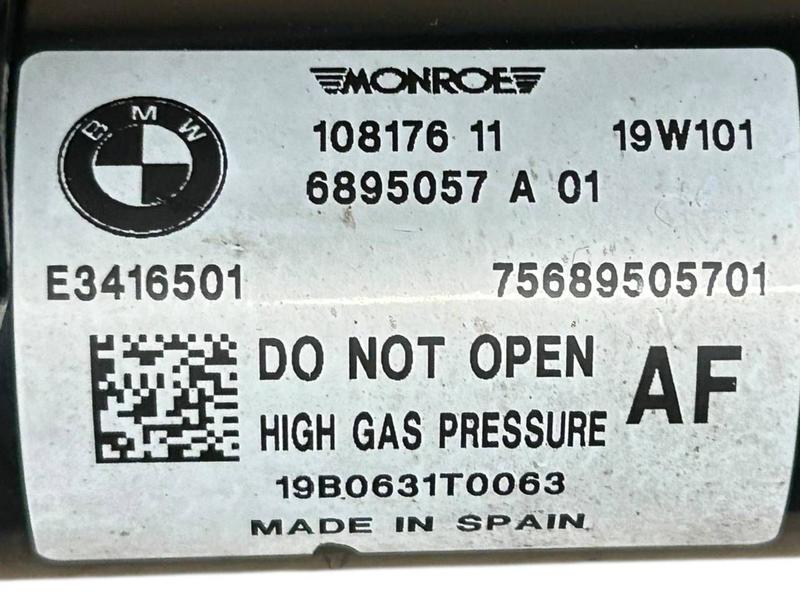 MONROE
BMW
108176 11 19W101
6895057 A 01
E3416501 75689505701
DO NOT OPEN
HIGH GAS PRESSURE
AF
19B0631T0063
MADE IN SPAIN